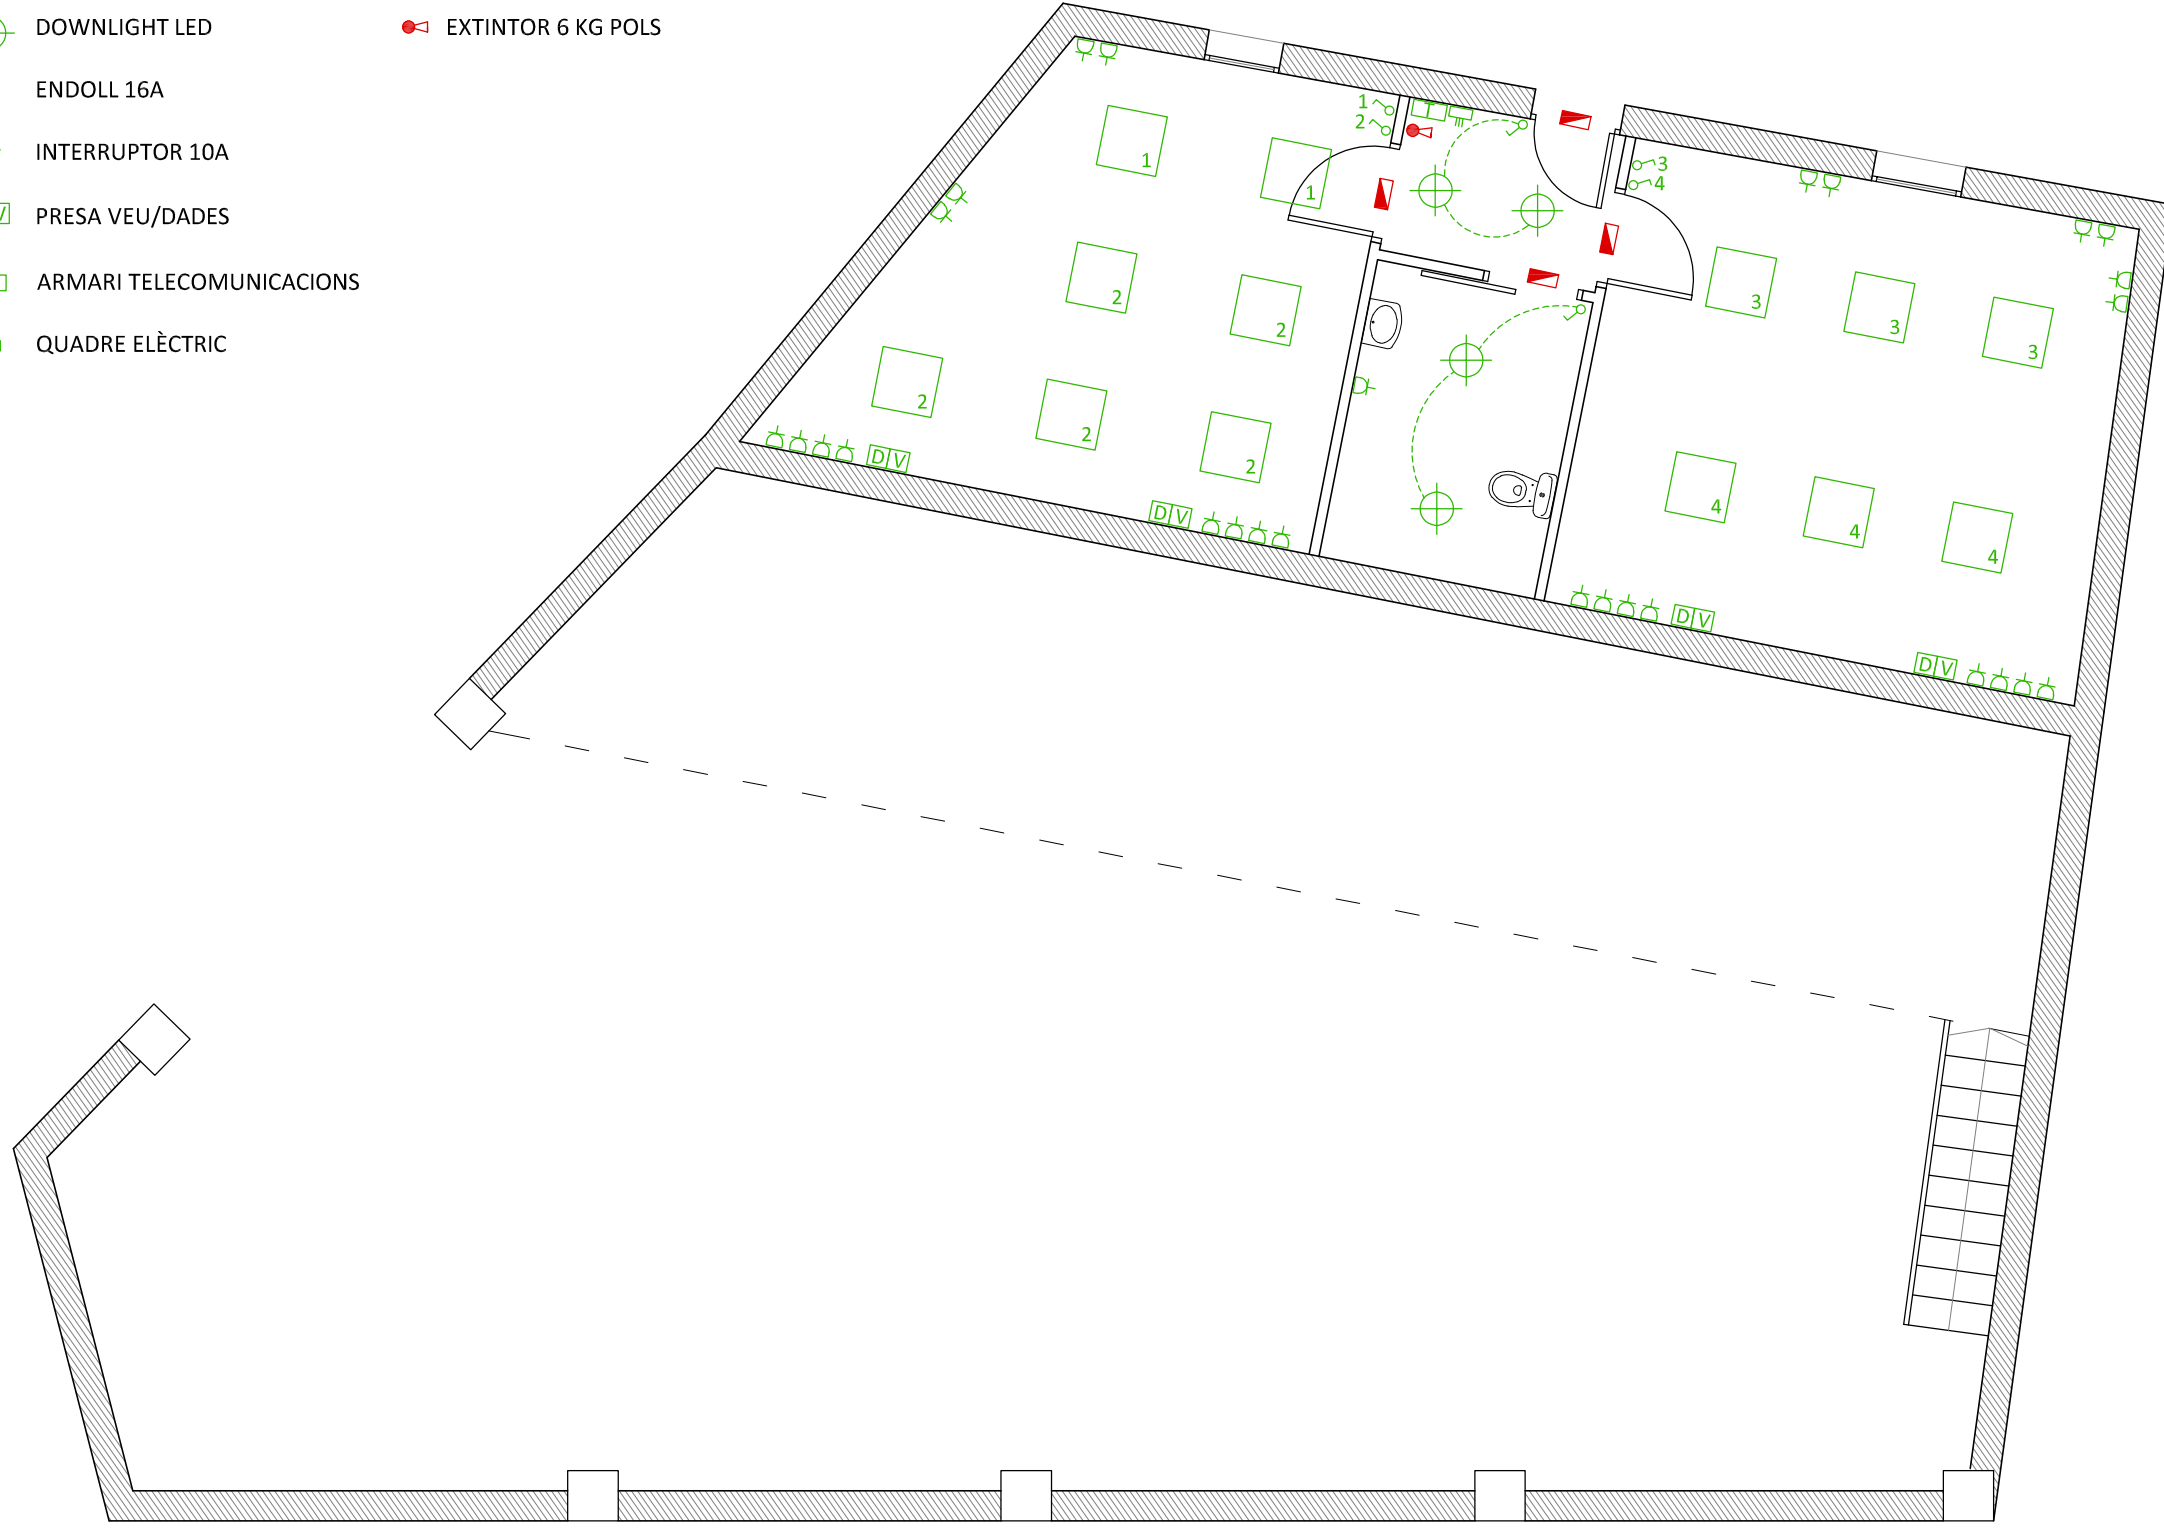 DOWNLIGHT LED
EXTINTOR 6 KG POLS
ENDOLL 16A
INTERRUPTOR 10A
V PRESA VEU/DADES
ARMARI TELECOMUNICACIONS
QUADRE ELÈCTRIC
1
2
3
4
1
1
2
2
2
2
2
3
3
3
4
4
4
D V
D V
D V
D V